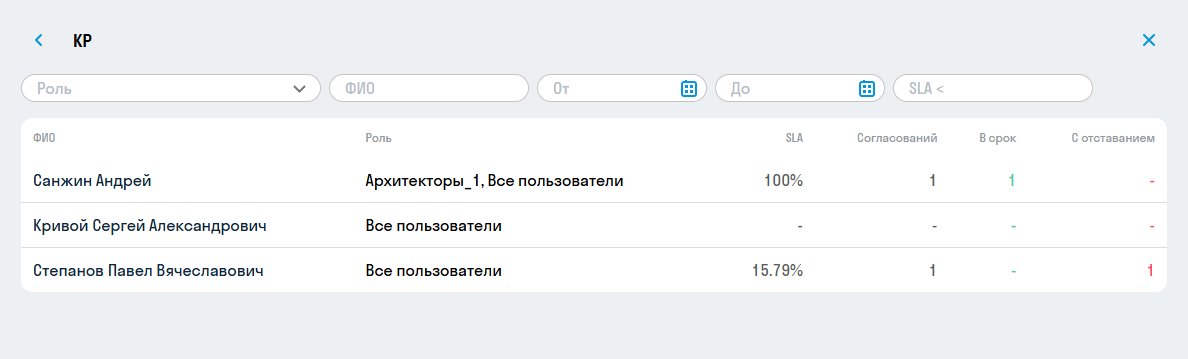 КР
Роль ФИО От До SLA <
ФИО Роль SLA Согласований В срок С отставанием
Санжин Андрей Архитекторы_1, Все пользователи 100% 1 1 -
Кривой Сергей Александрович Все пользователи - - - -
Степанов Павел Вячеславович Все пользователи 15.79% 1 - 1